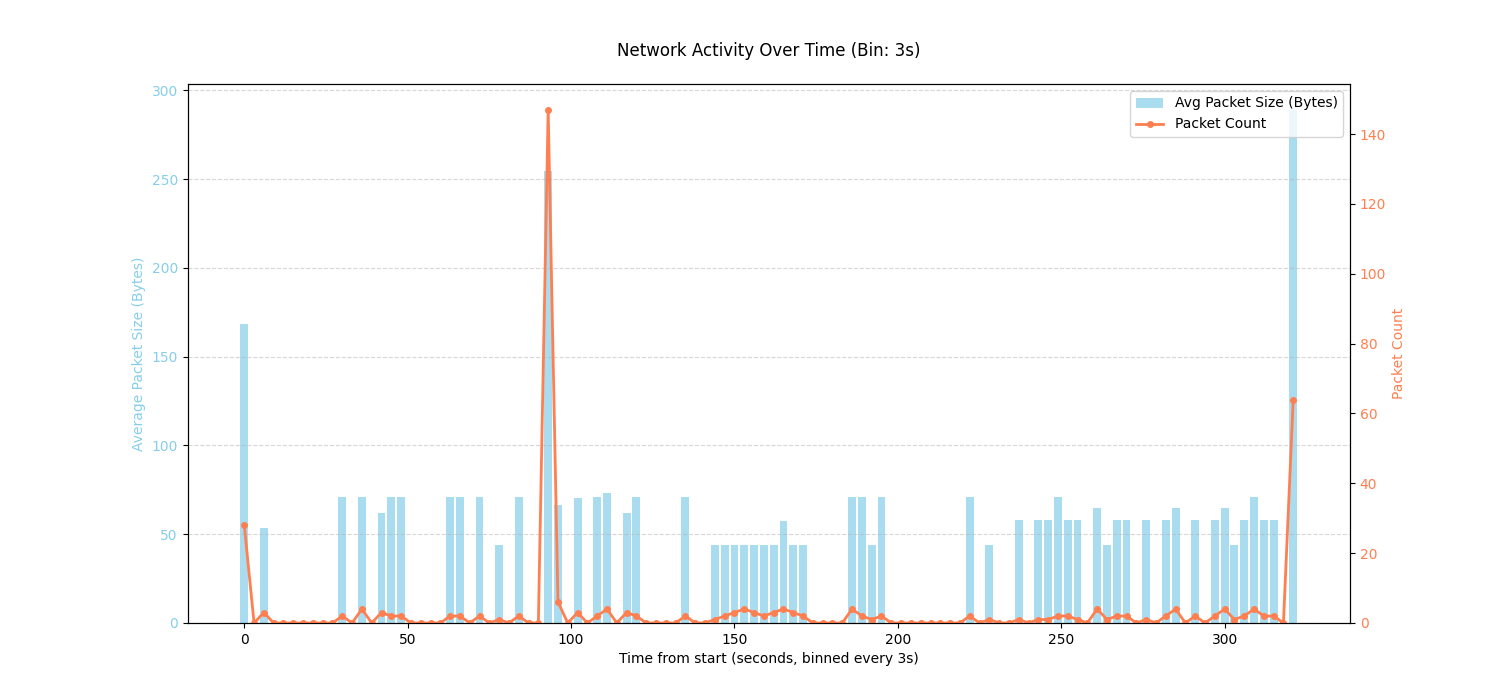 Network Activity Over Time (Bin: 3s)
Avg Packet Size (Bytes)
Packet Count
300
250
200
150
100
50
0
Average Packet Size (Bytes)
140
120
100
80
60
40
20
0
Packet Count
0 50 100 150 200 250 300
Time from start (seconds, binned every 3s)